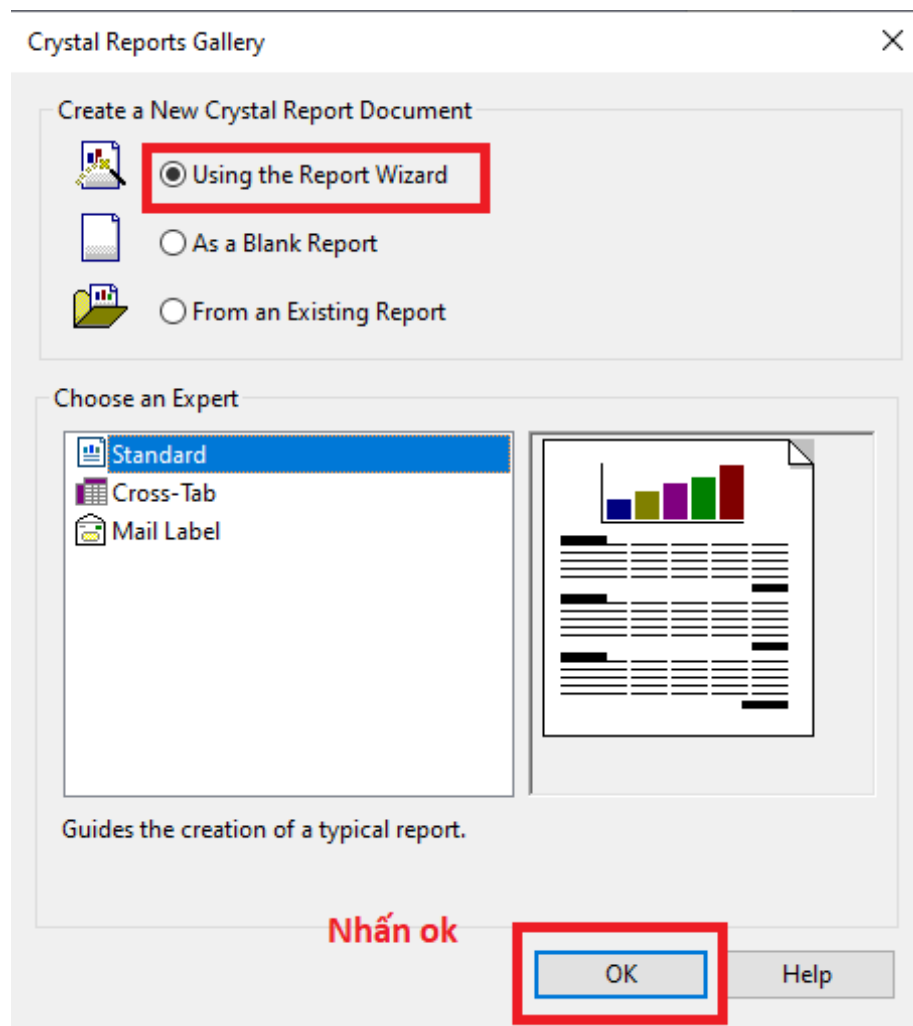 Crystal Reports Gallery
Create a New Crystal Report Document
Using the Report Wizard
As a Blank Report
From an Existing Report
Choose an Expert
Standard
Cross-Tab
Mail Label
Guides the creation of a typical report.
Nhấn ok
OK
Help